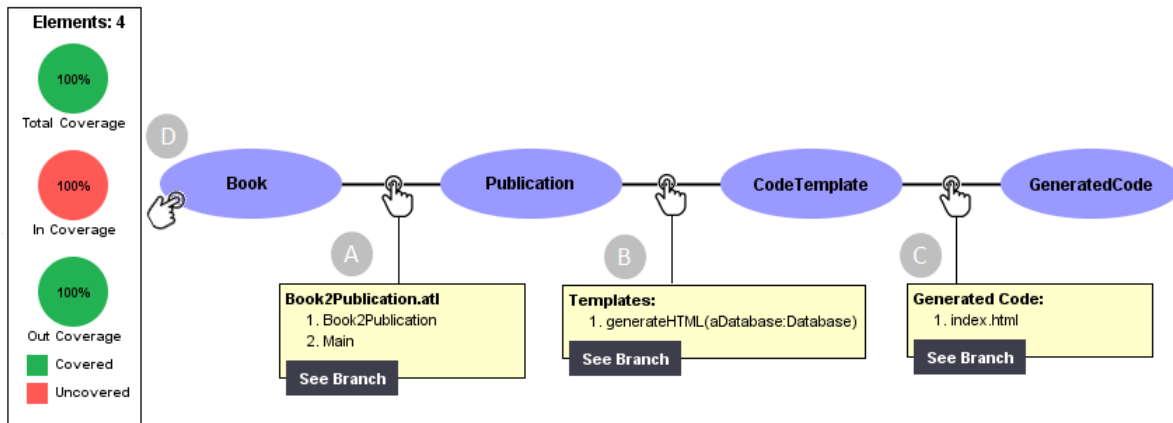 Elements: 4
100%
Total Coverage
100%
In Coverage
100%
Out Coverage
Covered
Uncovered
D
Book
Publication
CodeTemplate
GeneratedCode
A
Book2Publication.atl
1. Book2Publication
2. Main
See Branch
B
Templates:
1. generateHTML(aDatabase:Database)
See Branch
C
Generated Code:
1. index.html
See Branch